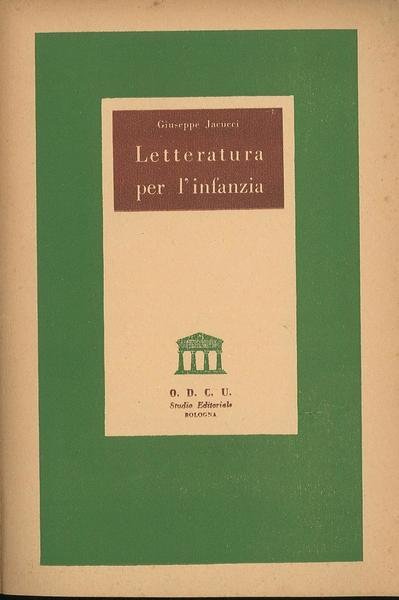 Giuseppe Jacucci
Letteratura
per l'infanzia
O. D. C. U.
Studio Editoriale
BOLOGNA